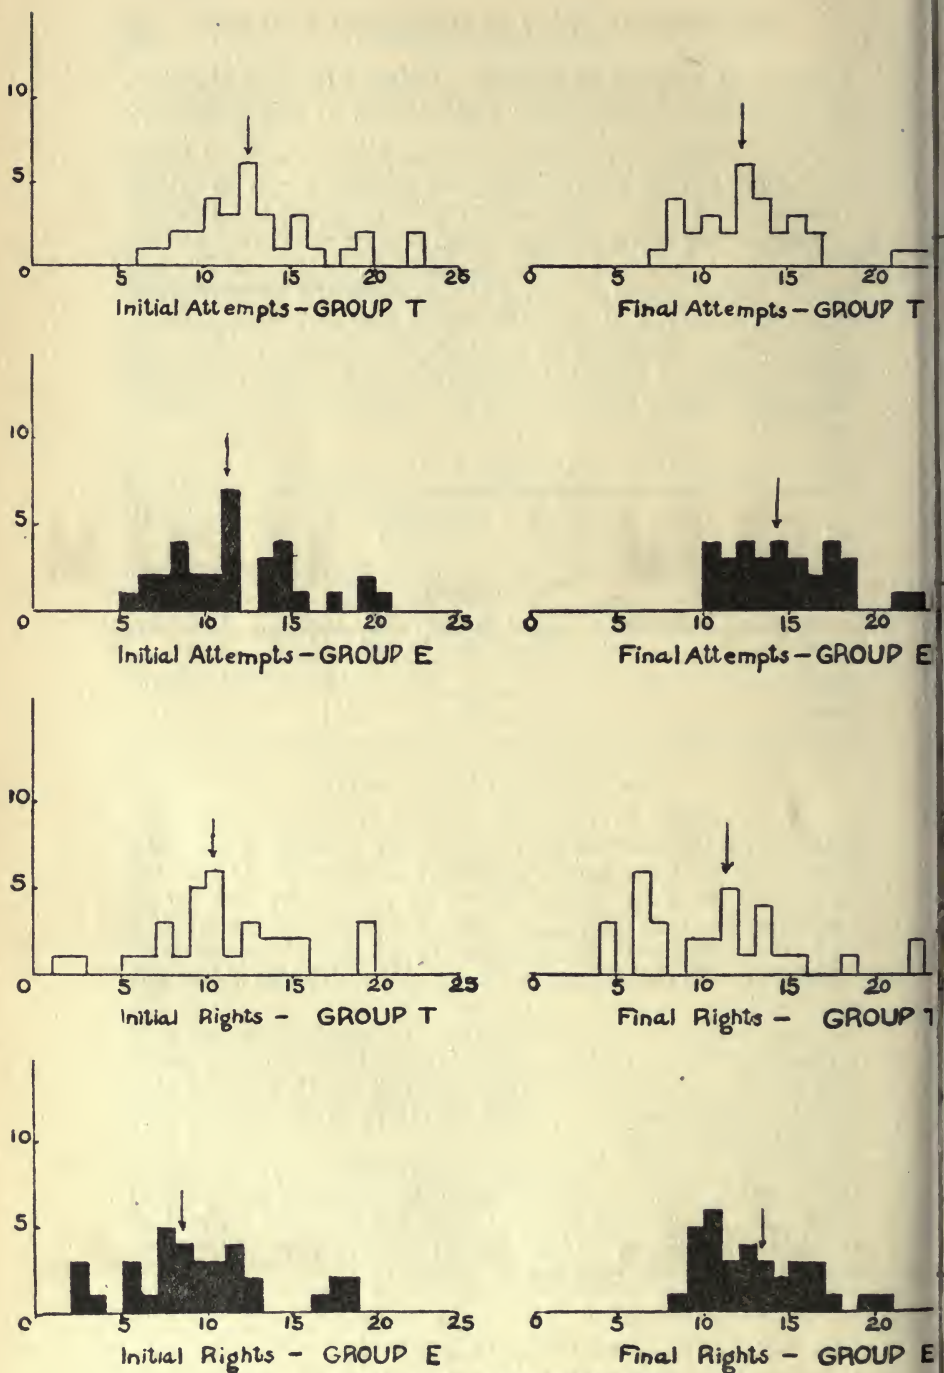 10
5
0 5 10 15 20 25
Initial Attempts - GROUP T
0 5 10 15 20
Final Attempts - GROUP T
10
5
0 5 10 15 20 25
Initial Attempts - GROUP E
0 5 10 15 20
Final Attempts - GROUP E
10
5
0 5 10 15 20 25
Initial Rights - GROUP T
0 5 10 15 20
Final Rights - GROUP T
10
5
0 5 10 15 20 25
Initial Rights - GROUP E
0 5 10 15 20
Final Rights - GROUP E